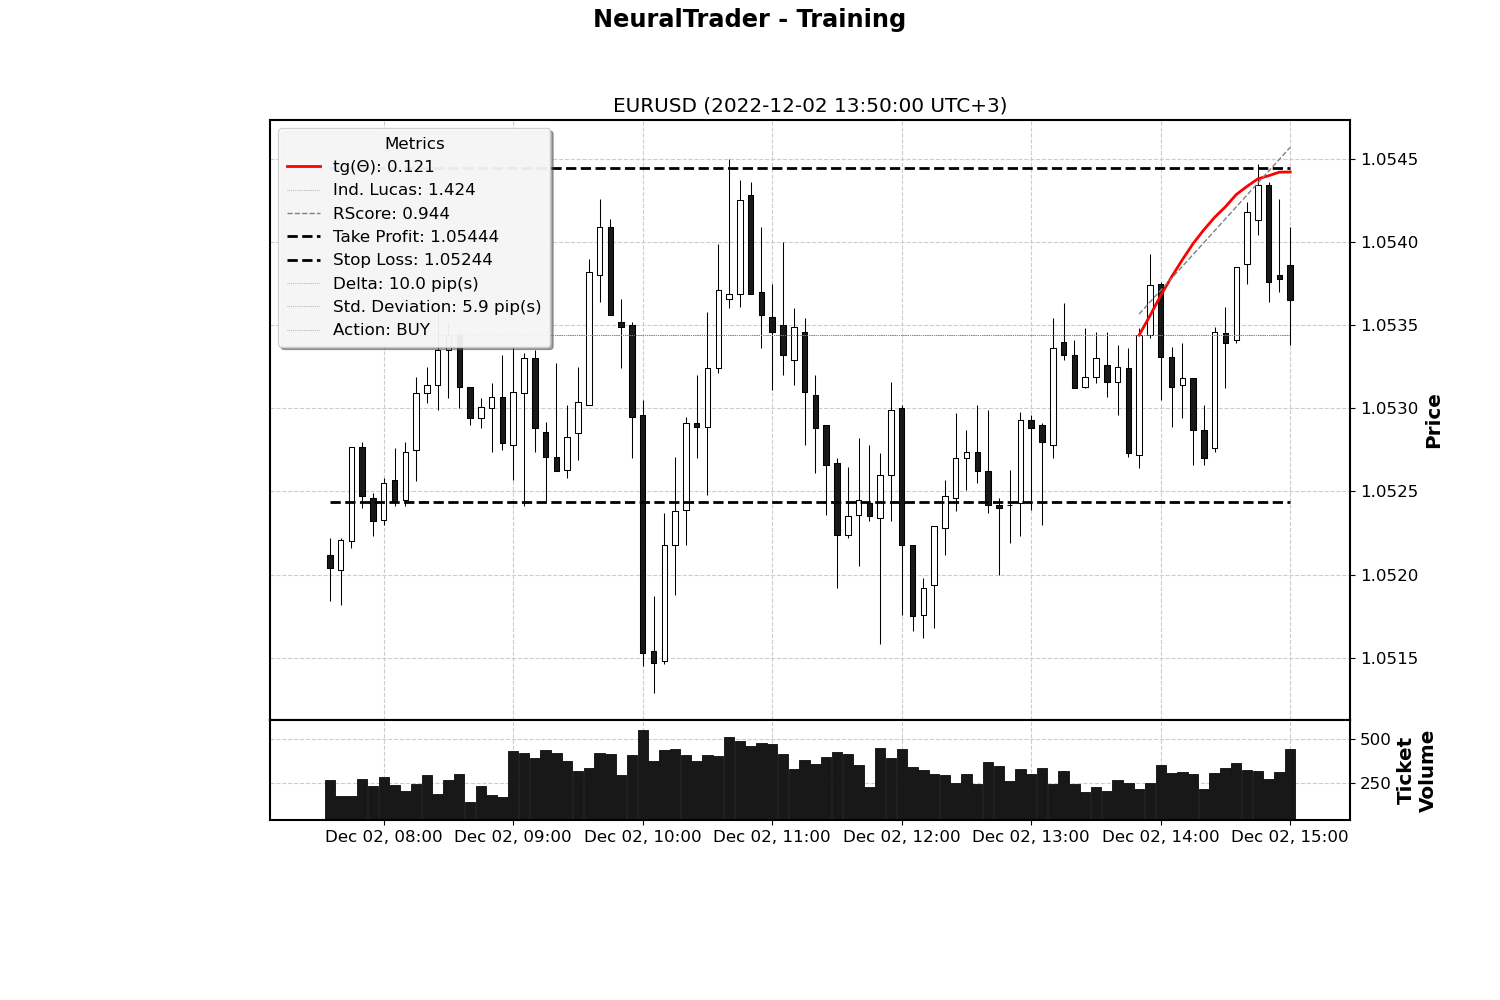 NeuralTrader - Training
EURUSD (2022-12-02 13:50:00 UTC+3)
Metrics
tg(Θ): 0.121
Ind. Lucas: 1.424
RScore: 0.944
Take Profit: 1.05444
Stop Loss: 1.05244
Delta: 10.0 pip(s)
Std. Deviation: 5.9 pip(s)
Action: BUY
1.0545
1.0540
1.0535
1.0530
1.0525
1.0520
1.0515
Price
500
250
Ticket
Volume
Dec 02, 08:00 Dec 02, 09:00 Dec 02, 10:00 Dec 02, 11:00 Dec 02, 12:00 Dec 02, 13:00 Dec 02, 14:00 Dec 02, 15:00